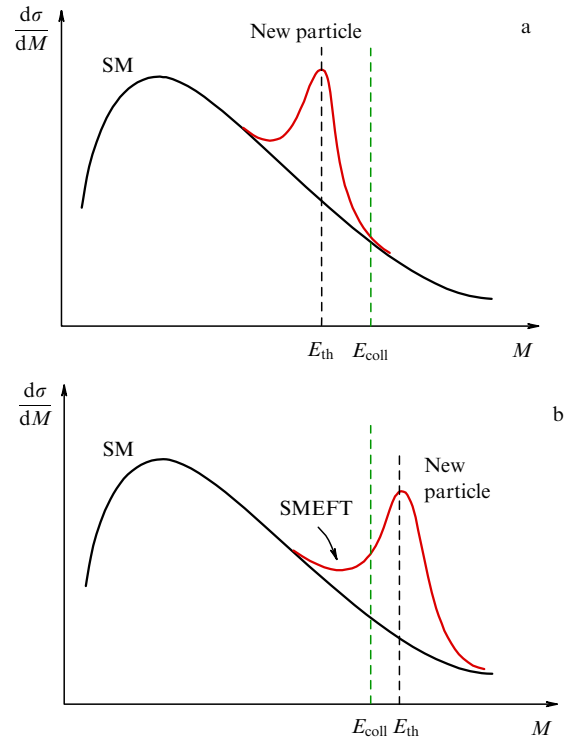 dσ
dM
a
New particle
SM
E_th
E_coll
M
dσ
dM
b
SM
New
particle
SMEFT
E_coll
E_th
M